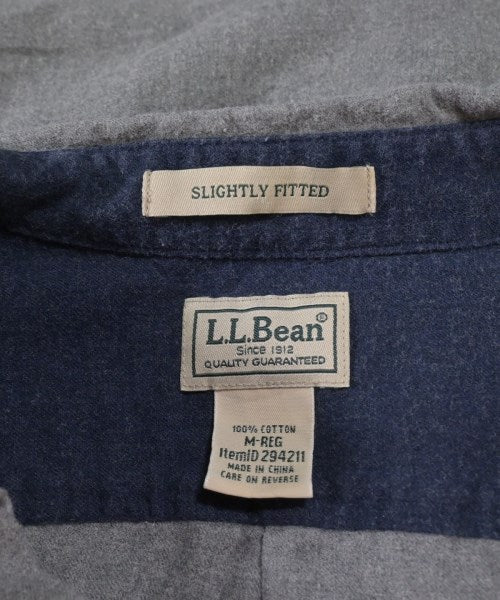 SLIGHTLY FITTED
L.L.Bean®
Since 1912
QUALITY GUARANTEED
100% COTTON
M-REG
ItemID 294211
MADE IN CHINA
CARE ON REVERSE